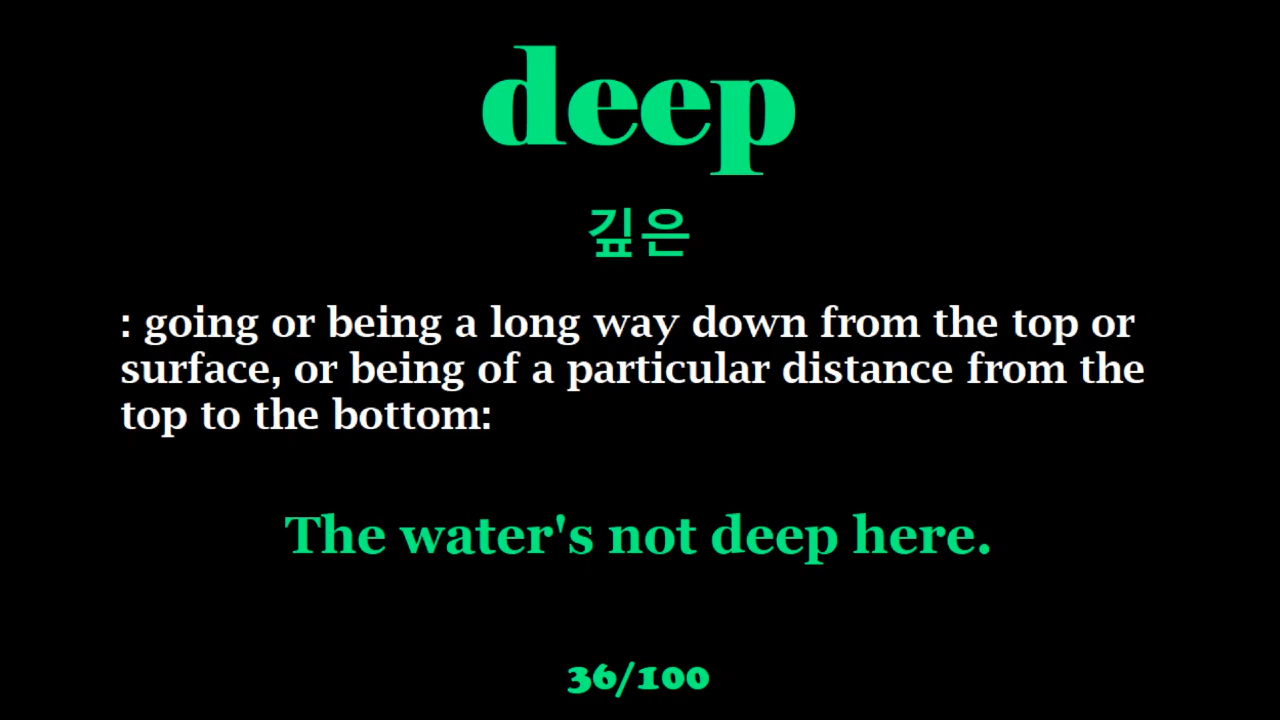 deep
깊은
: going or being a long way down from the top or
surface, or being of a particular distance from the
top to the bottom:
The water's not deep here.
36/100